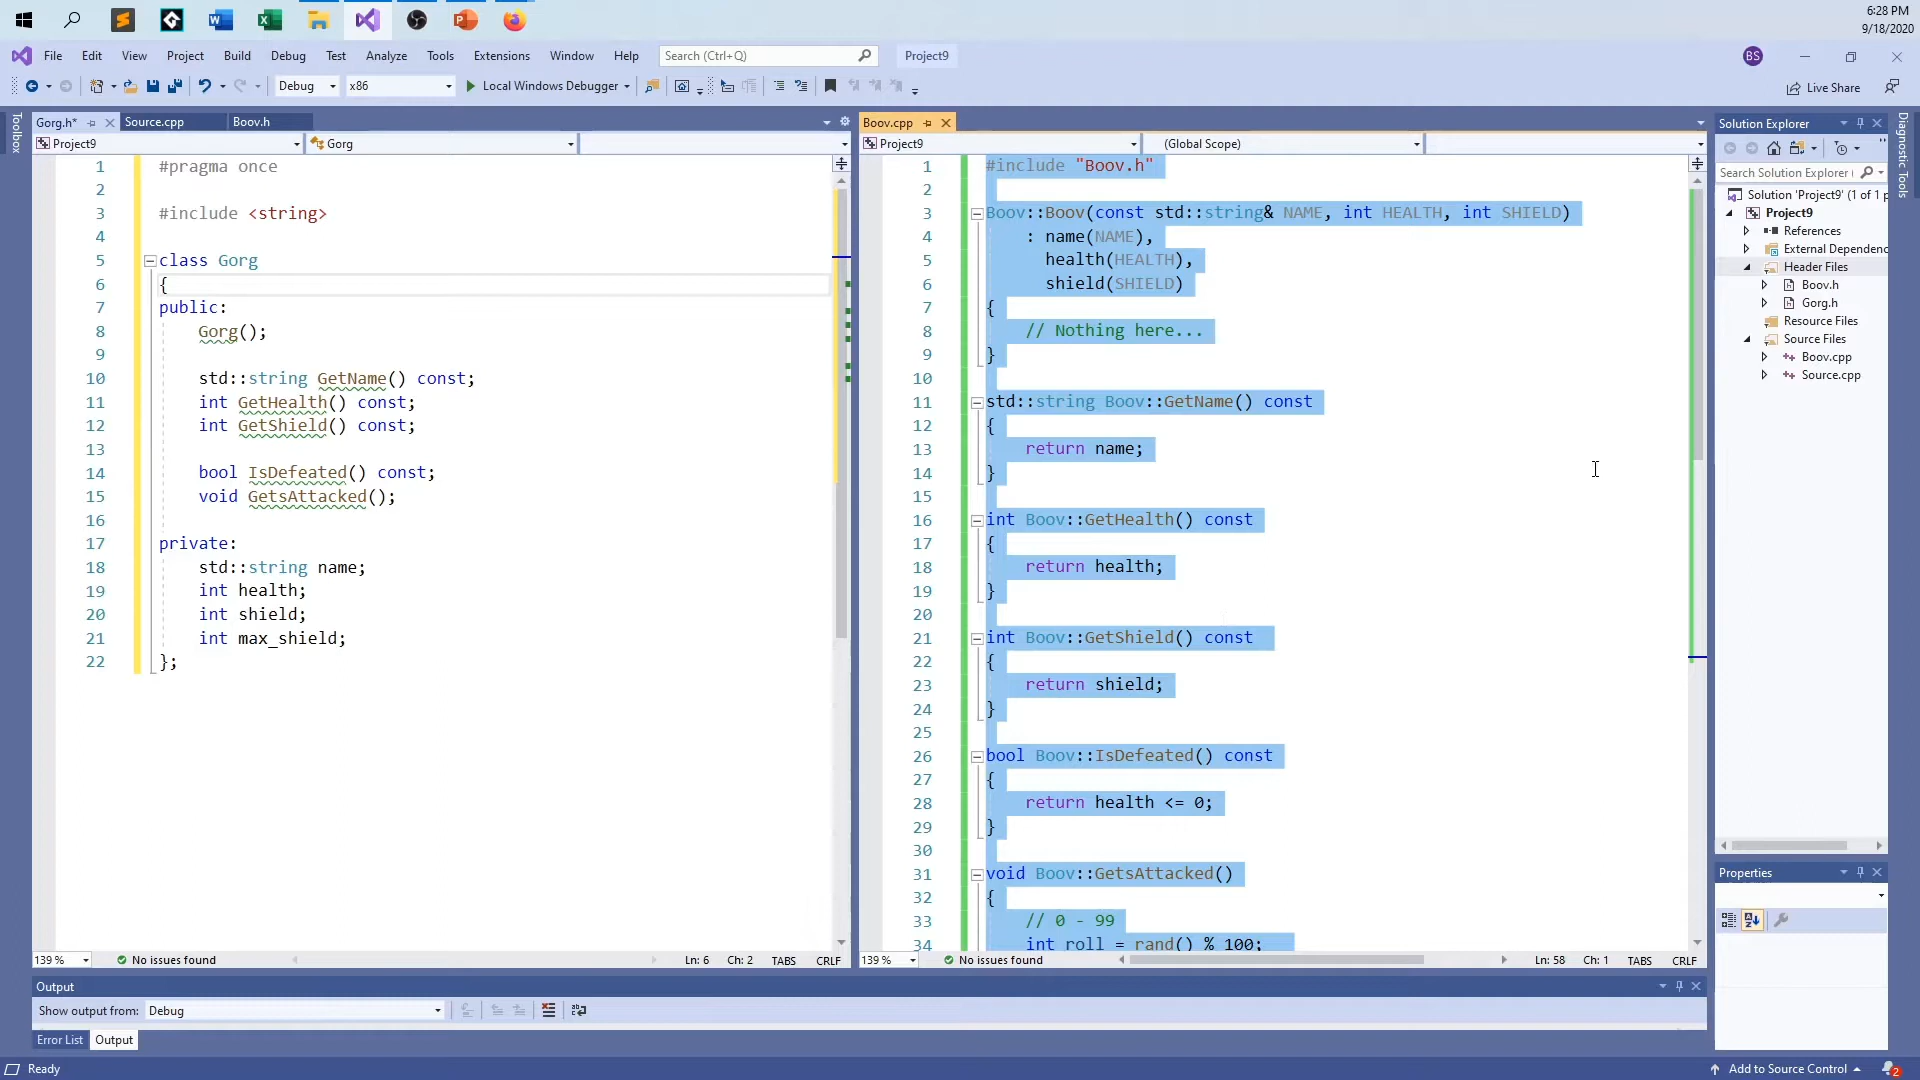 6:28 PM
9/18/2020
File Edit View Project Build Debug Test Analyze Tools Extensions Window Help Search (Ctrl+Q) Project9 BS
Debug x86 Local Windows Debugger Live Share
Toolbox
Gorg.h* Source.cpp Boov.h
Project9 Gorg
1 #pragma once
2
3 #include <string>
4
5 class Gorg
6 {
7 public:
8 Gorg();
9
10 std::string GetName() const;
11 int GetHealth() const;
12 int GetShield() const;
13
14 bool IsDefeated() const;
15 void GetsAttacked();
16
17 private:
18 std::string name;
19 int health;
20 int shield;
21 int max_shield;
22 };
139 % No issues found Ln: 6 Ch: 2 TABS CRLF
Boov.cpp
Project9 (Global Scope)
1 #include "Boov.h"
2
3 Boov::Boov(const std::string& NAME, int HEALTH, int SHIELD)
4 : name(NAME),
5 health(HEALTH),
6 shield(SHIELD)
7 {
8 // Nothing here...
9 }
10
11 std::string Boov::GetName() const
12 {
13 return name;
14 }
15
16 int Boov::GetHealth() const
17 {
18 return health;
19 }
20
21 int Boov::GetShield() const
22 {
23 return shield;
24 }
25
26 bool Boov::IsDefeated() const
27 {
28 return health <= 0;
29 }
30
31 void Boov::GetsAttacked()
32 {
33 // 0 - 99
34 int roll = rand() % 100;
139 % No issues found Ln: 58 Ch: 1 TABS CRLF
Solution Explorer
Search Solution Explorer (
Solution 'Project9' (1 of 1 p
Project9
References
External Dependenc
Header Files
Boov.h
Gorg.h
Resource Files
Source Files
Boov.cpp
Source.cpp
Properties
Diagnostic Tools
Output
Show output from: Debug
Error List Output
Ready Add to Source Control 2